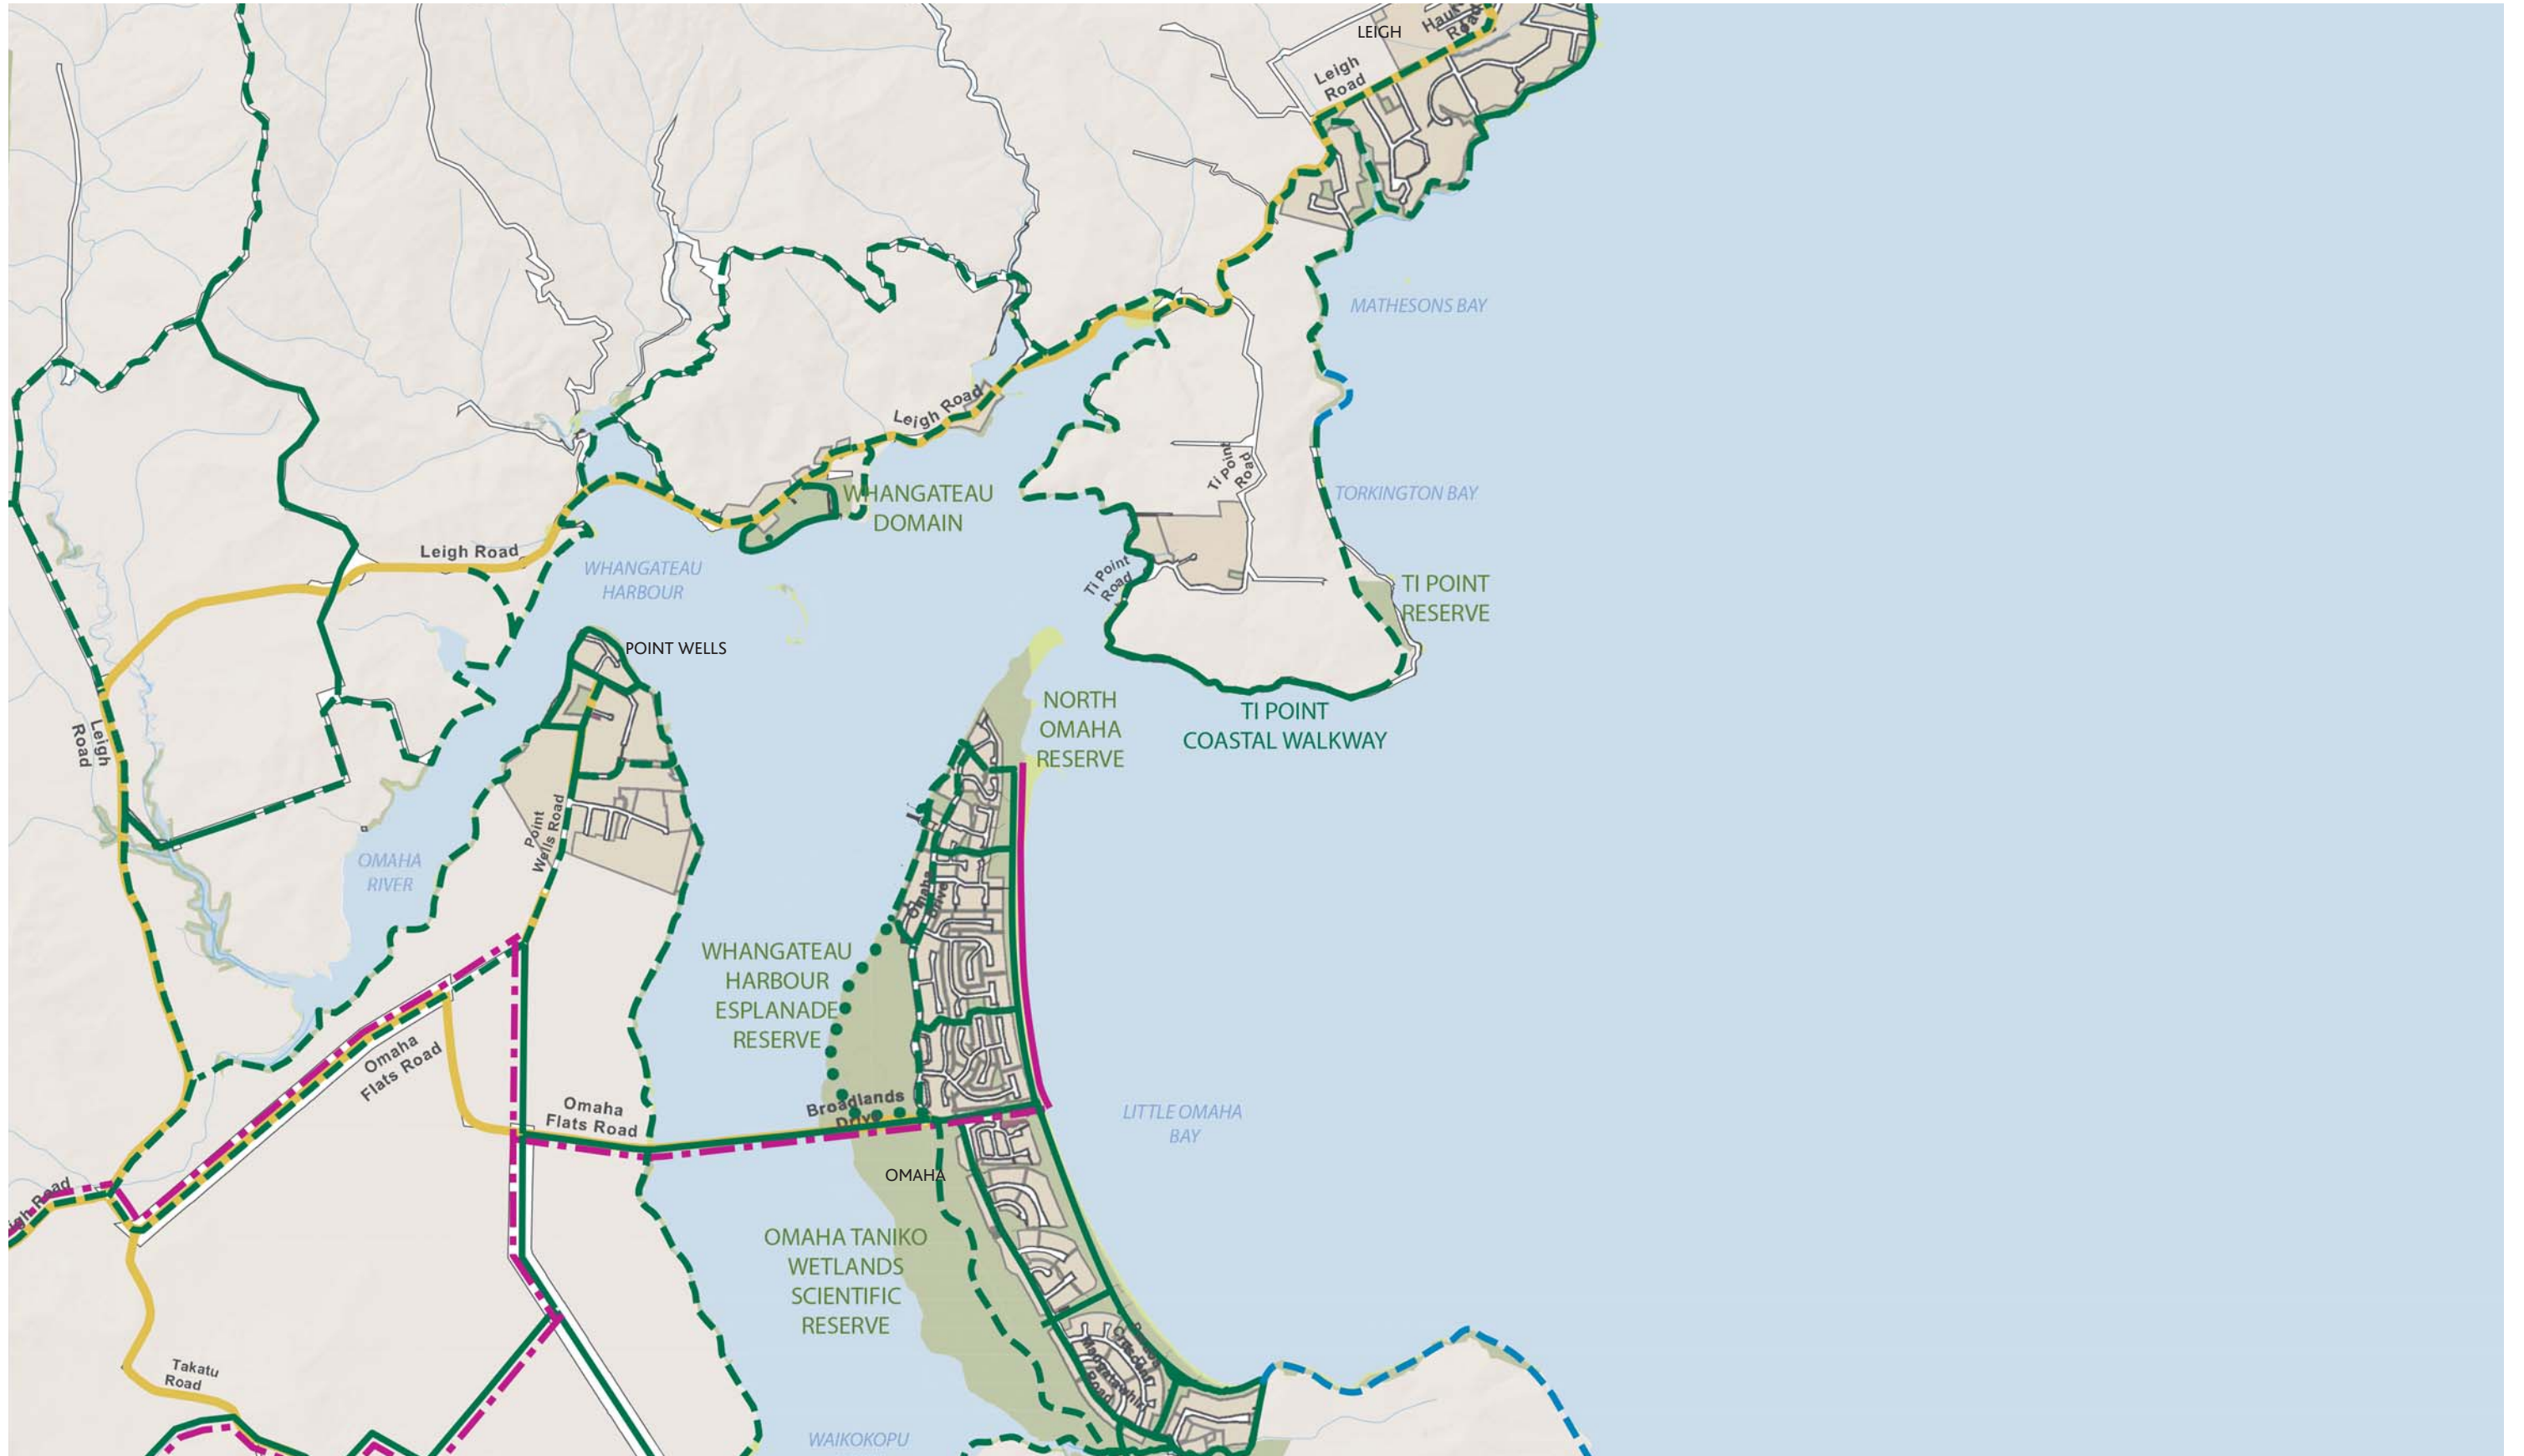 LEIGH
Road
Leigh
Road
MATHESONS BAY
Leigh Road
Ti Point
Road
TORKINGTON BAY
WHANGATEAU
DOMAIN
Leigh Road
WHANGATEAU
HARBOUR
Ti Point
Road
TI POINT
RESERVE
POINT WELLS
NORTH
OMAHA
RESERVE
TI POINT
COASTAL WALKWAY
Leigh
Road
Point
Wells Road
OMAHA
RIVER
Omaha
Drive
WHANGATEAU
HARBOUR
ESPLANADE
RESERVE
Omaha
Flats Road
Omaha
Flats Road
Broadlands
Drive
LITTLE OMAHA
BAY
OMAHA
Road
OMAHA TANIKO
WETLANDS
SCIENTIFIC
RESERVE
Takatu
Road
Road
WAIKOKOPU